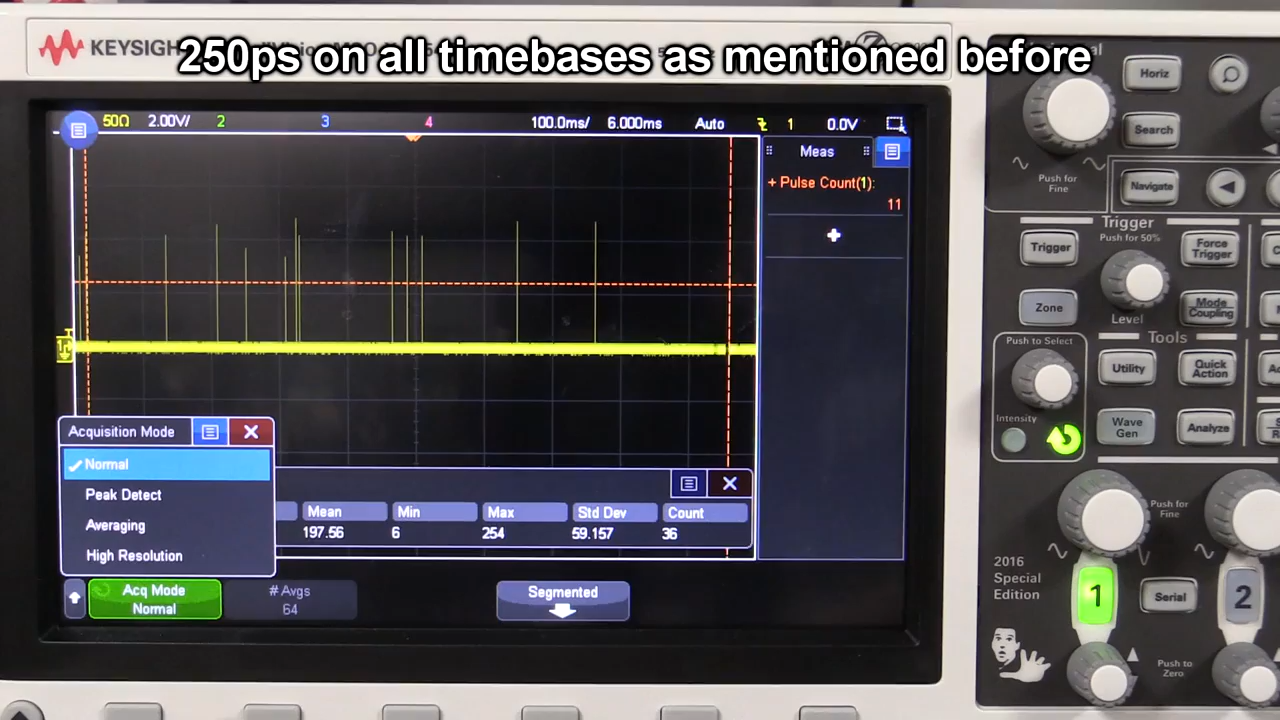 250ps on all timebases as mentioned before
KEYSIGH
50Ω 2.00V/ 2 3 4 100.0ms/ 6.000ms Auto 1 0.0V
Meas
+ Pulse Count(1):
11
Acquisition Mode
Normal
Peak Detect
Averaging
High Resolution
Mean Min Max Std Dev Count
197.56 6 254 59.157 36
Acq Mode
Normal
# Avgs
64
Segmented
Horiz
Search
Push for
Fine
Navigate
Trigger
Push for 50%
Trigger
Force
Trigger
Zone
Level
Mode
Coupling
Tools
Push to Select
Utility
Quick
Action
Intensity
Wave
Gen
Analyze
Push for
Fine
2016
Special
Edition
1
Serial
2
Push to
Zero